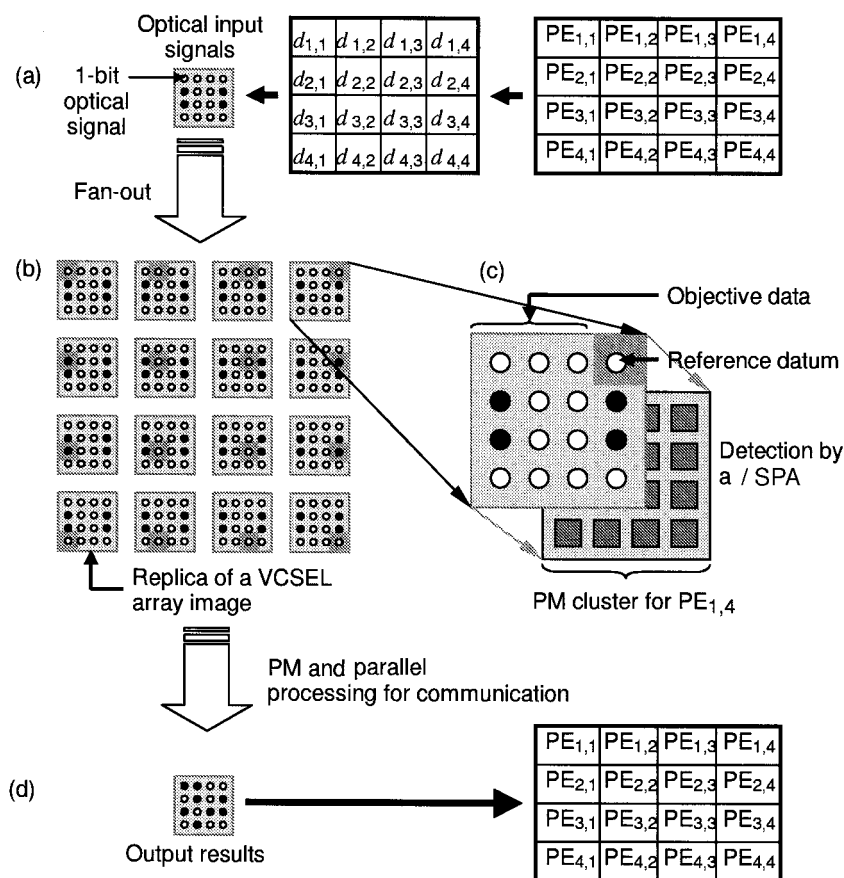 Optical input
signals
(a)
1-bit
optical
signal
d1,1 d1,2 d1,3 d1,4
d2,1 d2,2 d2,3 d2,4
d3,1 d3,2 d3,3 d3,4
d4,1 d4,2 d4,3 d4,4
PE1,1 PE1,2 PE1,3 PE1,4
PE2,1 PE2,2 PE2,3 PE2,4
PE3,1 PE3,2 PE3,3 PE3,4
PE4,1 PE4,2 PE4,3 PE4,4
Fan-out
(b)
(c)
Objective data
Reference datum
Detection by
a / SPA
Replica of a VCSEL
array image
PM cluster for PE1,4
PM and parallel
processing for communication
(d)
Output results
PE1,1 PE1,2 PE1,3 PE1,4
PE2,1 PE2,2 PE2,3 PE2,4
PE3,1 PE3,2 PE3,3 PE3,4
PE4,1 PE4,2 PE4,3 PE4,4